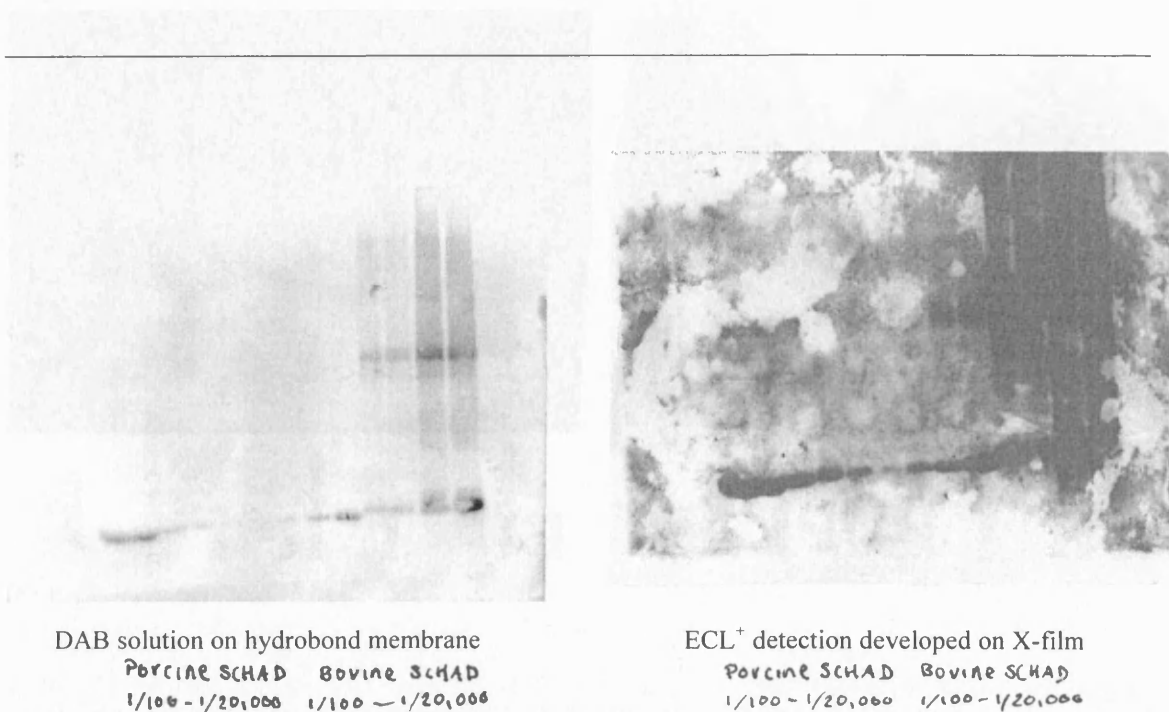 DAB solution on hydrobond membrane
Porcine SCHAD Bovine SCHAD
1/100 - 1/20,000 1/100 - 1/20,000
ECL⁺ detection developed on X-film
Porcine SCHAD Bovine SCHAD
1/100 - 1/20,000 1/100 - 1/20,000